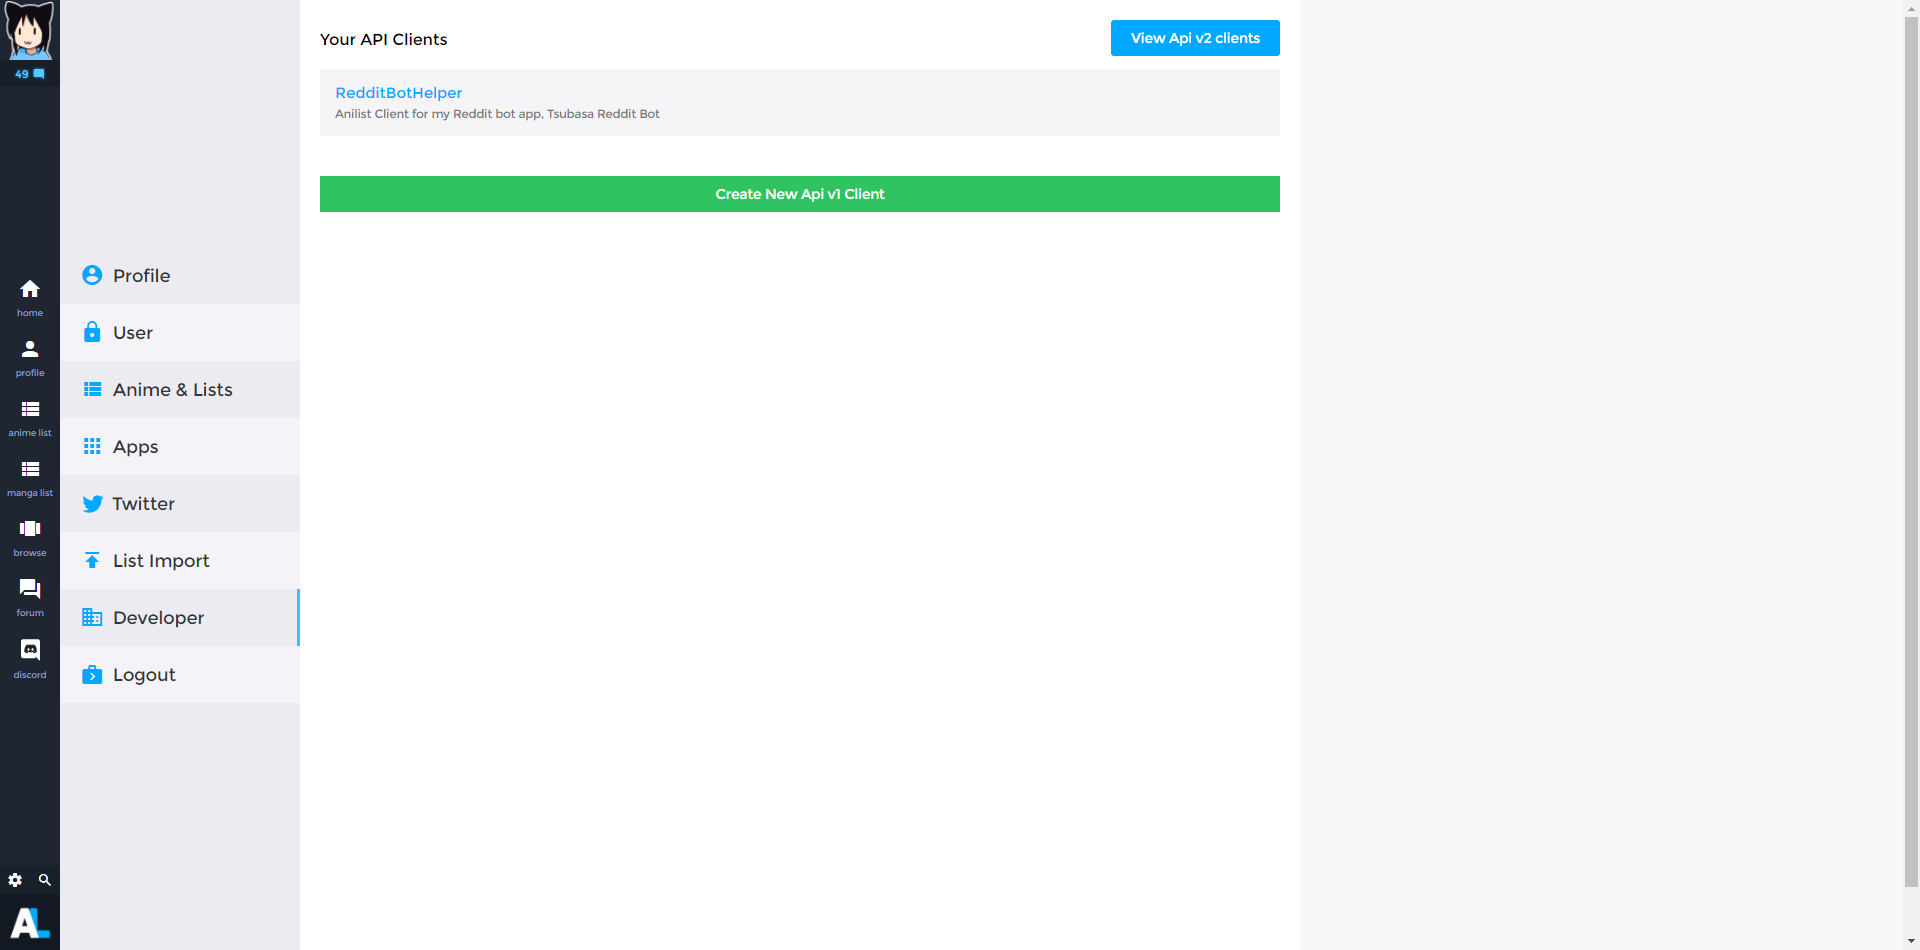 49
home
profile
anime list
manga list
browse
forum
discord
AL
Profile
User
Anime & Lists
Apps
Twitter
List Import
Developer
Logout
Your API Clients
View Api v2 clients
RedditBotHelper
Anilist Client for my Reddit bot app, Tsubasa Reddit Bot
Create New Api v1 Client